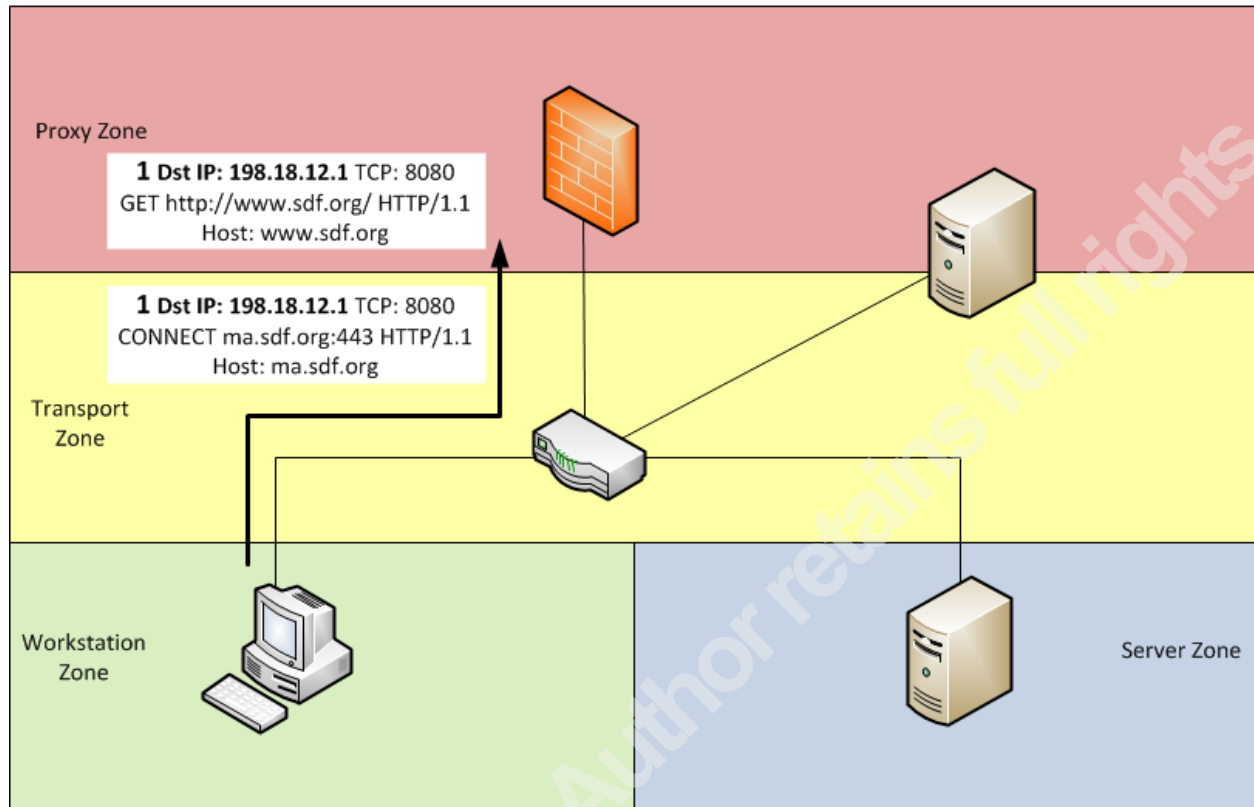 Proxy Zone
1 Dst IP: 198.18.12.1 TCP: 8080
GET http://www.sdf.org/ HTTP/1.1
Host: www.sdf.org
1 Dst IP: 198.18.12.1 TCP: 8080
CONNECT ma.sdf.org:443 HTTP/1.1
Host: ma.sdf.org
Transport
Zone
Workstation
Zone
Server Zone
Author retains full rights